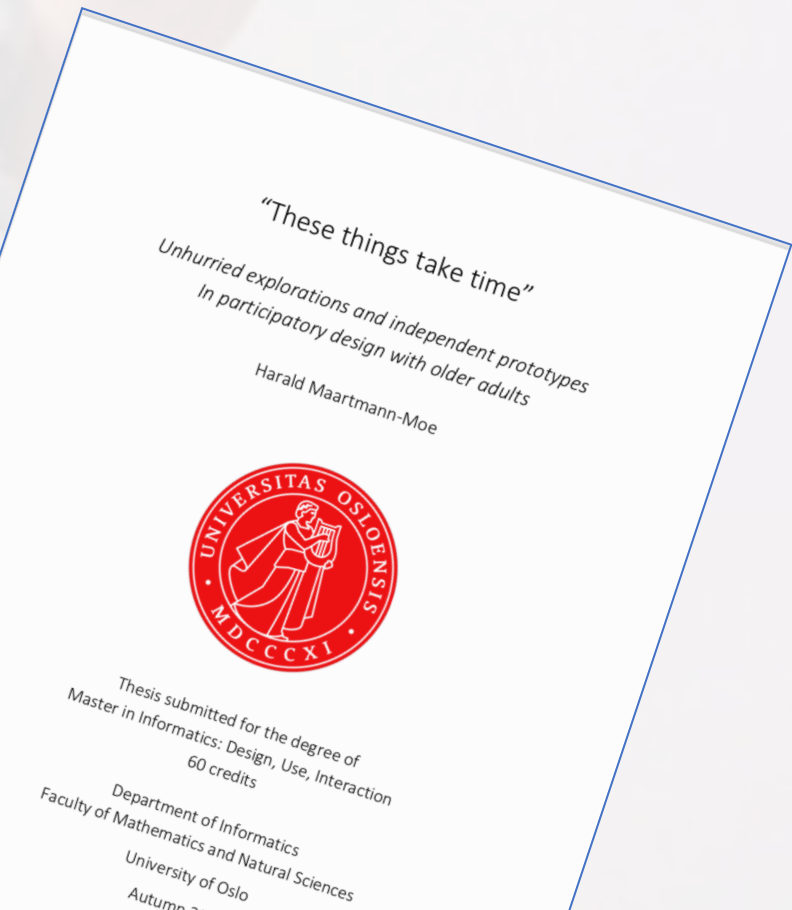 “These things take time”
Unhurried explorations and independent prototypes
In participatory design with older adults
Harald Maartmann-Moe
UNIVERSITAS OSLOENSIS
MDCCCXI
Thesis submitted for the degree of
Master in Informatics: Design, Use, Interaction
60 credits
Department of Informatics
Faculty of Mathematics and Natural Sciences
University of Oslo
Autumn